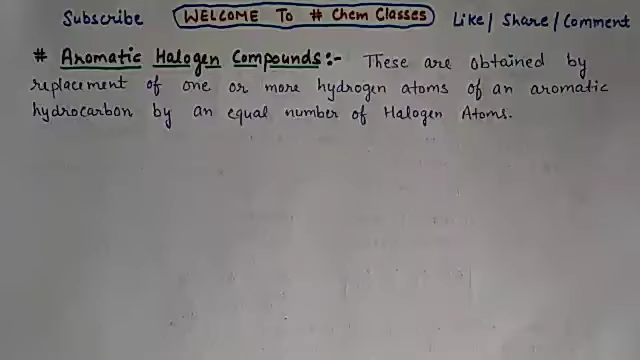 Subscribe WELCOME To # Chem Classes Like/ Share/Comment
# Aromatic Halogen Compounds:- These are obtained by
replacement of one or more hydrogen atoms of an aromatic
hydrocarbon by an equal number of Halogen Atoms.